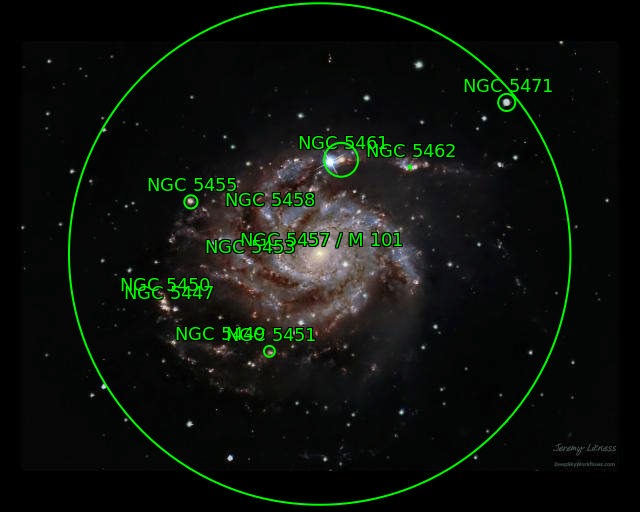 NGC 5471
NGC 5461
NGC 5462
NGC 5455
NGC 5458
NGC 5457 / M 101
NGC 5453
NGC 5450
NGC 5447
NGC 5449
NGC 5451
Jeremy Likness
DeepSkyWorkflows.com